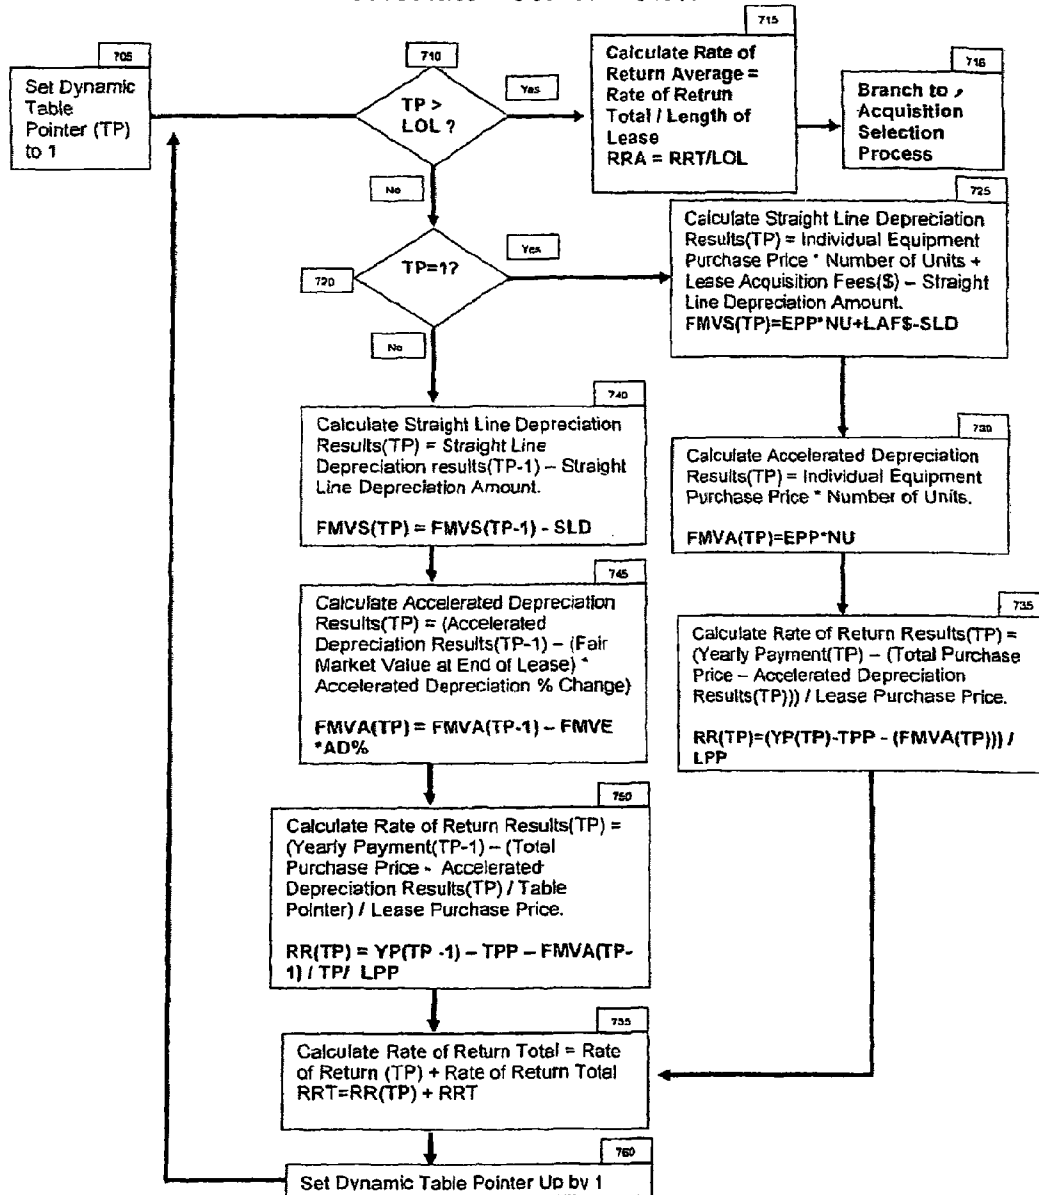 705
Set Dynamic
Table
Pointer (TP)
to 1
710
TP >
LOL ?
Yes
No
715
Calculate Rate of
Return Average =
Rate of Retrun
Total / Length of
Lease
RRA = RRT/LOL
716
Branch to
Acquisition
Selection
Process
720
TP=1?
Yes
No
725
Calculate Straight Line Depreciation
Results(TP) = Individual Equipment
Purchase Price * Number of Units +
Lease Acquisition Fees($) – Straight
Line Depreciation Amount.
FMVS(TP)=EPP*NU+LAF$-SLD
730
Calculate Accelerated Depreciation
Results(TP) = Individual Equipment
Purchase Price * Number of Units.
FMVA(TP)=EPP*NU
735
Calculate Rate of Return Results(TP) =
(Yearly Payment(TP) – (Total Purchase
Price – Accelerated Depreciation
Results(TP))) / Lease Purchase Price.
RR(TP)=(YP(TP)-TPP - (FMVA(TP))) /
LPP
740
Calculate Straight Line Depreciation
Results(TP) = Straight Line
Depreciation results(TP-1) – Straight
Line Depreciation Amount.
FMVS(TP) = FMVS(TP-1) - SLD
745
Calculate Accelerated Depreciation
Results(TP) = (Accelerated
Depreciation Results(TP-1) – (Fair
Market Value at End of Lease) *
Accelerated Depreciation % Change)
FMVA(TP) = FMVA(TP-1) – FMVE
*AD%
750
Calculate Rate of Return Results(TP) =
(Yearly Payment(TP-1) – (Total
Purchase Price - Accelerated
Depreciation Results(TP) / Table
Pointer) / Lease Purchase Price.
RR(TP) = YP(TP -1) – TPP – FMVA(TP-
1) / TP/ LPP
755
Calculate Rate of Return Total = Rate
of Return (TP) + Rate of Return Total
RRT=RR(TP) + RRT
760
Set Dynamic Table Pointer Up by 1